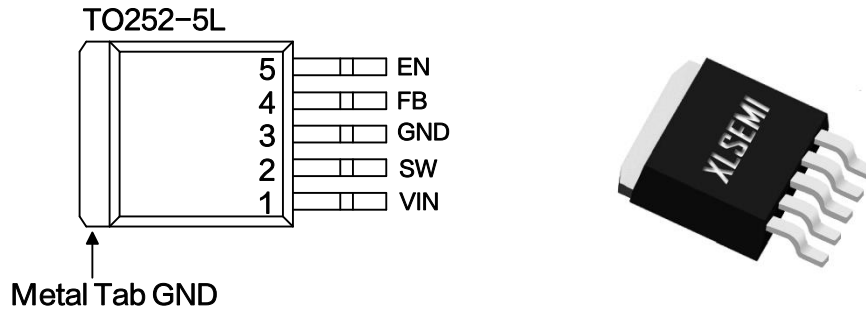 TO252-5L
5 EN
4 FB
3 GND
2 SW
1 VIN
Metal Tab GND
XLSEMI